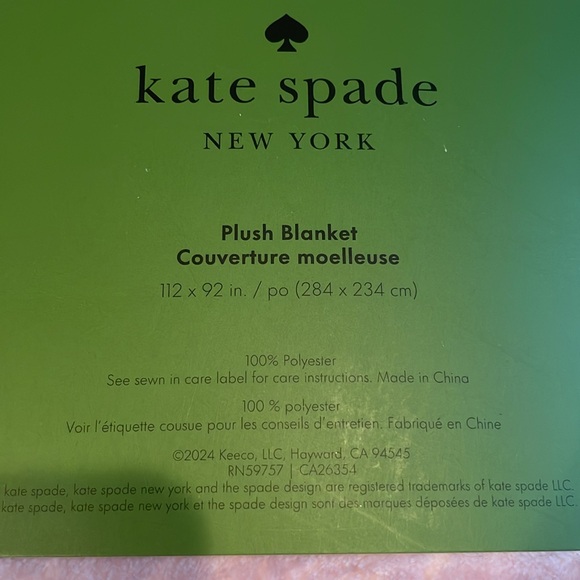 kate spade
NEW YORK
Plush Blanket
Couverture moelleuse
112 x 92 in. / po (284 x 234 cm)
100% Polyester
See sewn in care label for care instructions. Made in China
100 % polyester
Voir l'étiquette cousue pour les conseils d'entretien. Fabriqué en Chine
©2024 Keeco, LLC, Hayward, CA 94545
RN59757 | CA26354
kate spade, kate spade new york and the spade design are registered trademarks of kate spade LLC.
kate spade, kate spade new york et the spade design sont des marques déposées de kate spade LLC.